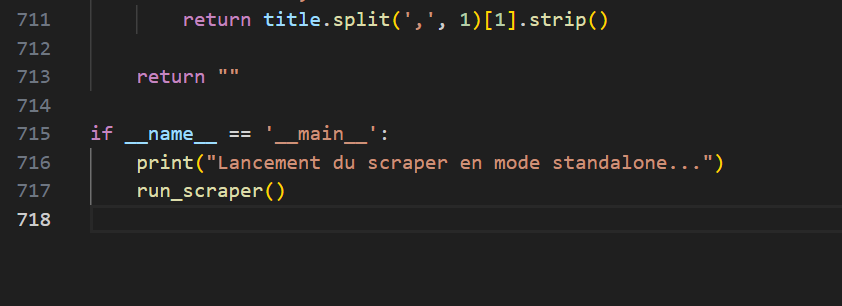 711 return title.split(',', 1)[1].strip()
712
713 return ""
714
715 if __name__ == '__main__':
716 print("Lancement du scraper en mode standalone...")
717 run_scraper()
718